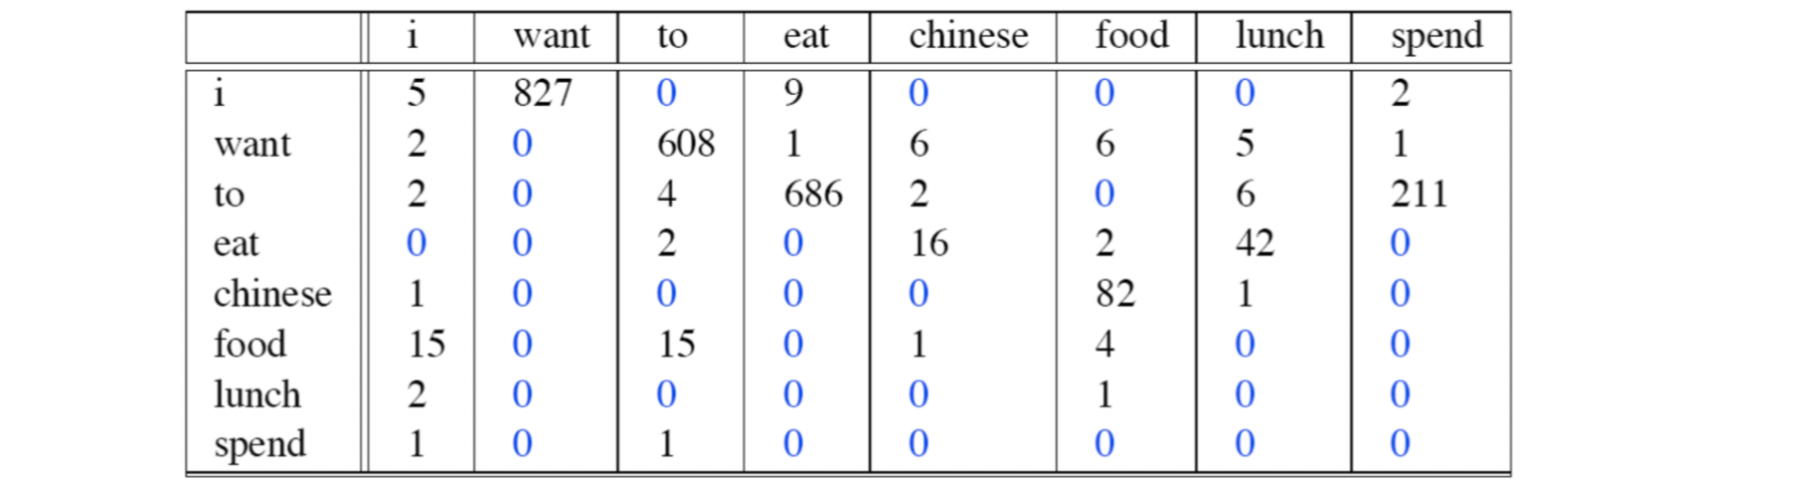 i want to eat chinese food lunch spend
i 5 827 0 9 0 0 0 2
want 2 0 608 1 6 6 5 1
to 2 0 4 686 2 0 6 211
eat 0 0 2 0 16 2 42 0
chinese 1 0 0 0 0 82 1 0
food 15 0 15 0 1 4 0 0
lunch 2 0 0 0 0 1 0 0
spend 1 0 1 0 0 0 0 0